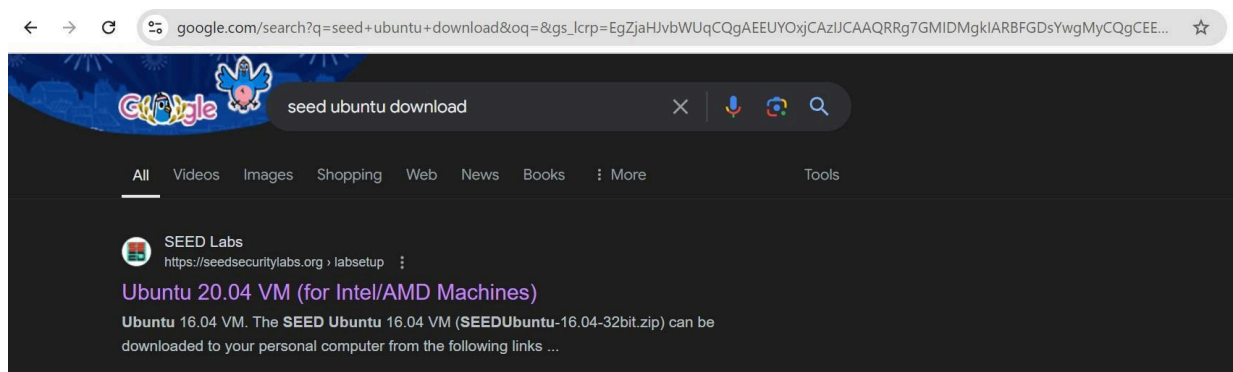 google.com/search?q=seed+ubuntu+download&oq=&gs_lcrp=EgZjaHJvbWUqCQgAEEUYOxjCAzIJCAAQRRg7GMIDMgkIARBFGDsYwgMyCQgCEE...
Google
seed ubuntu download
All Videos Images Shopping Web News Books More Tools
SEED Labs
https://seedsecuritylabs.org › labsetup
Ubuntu 20.04 VM (for Intel/AMD Machines)
Ubuntu 16.04 VM. The SEED Ubuntu 16.04 VM (SEEDUbuntu-16.04-32bit.zip) can be
downloaded to your personal computer from the following links ...